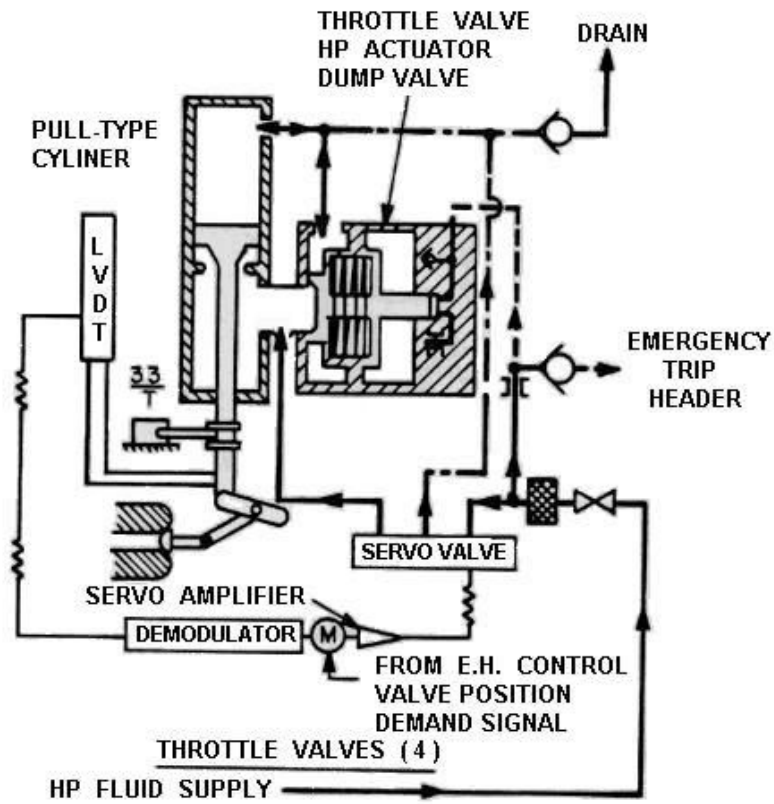 THROTTLE VALVE
HP ACTUATOR
DUMP VALVE
DRAIN
PULL-TYPE
CYLINER
LVDT
33
T
EMERGENCY
TRIP
HEADER
SERVO VALVE
SERVO AMPLIFIER
DEMODULATOR
M
FROM E.H. CONTROL
VALVE POSITION
DEMAND SIGNAL
THROTTLE VALVES (4)
HP FLUID SUPPLY